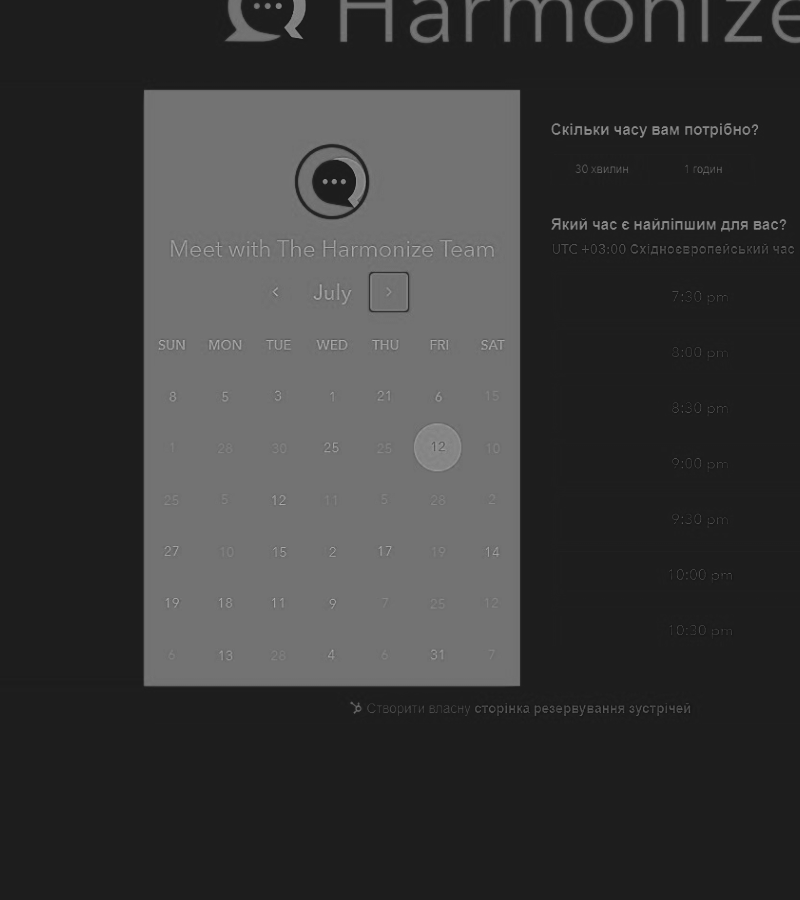 Harmonize
Meet with The Harmonize Team
July
SUN MON TUE WED THU FRI SAT
8 5 3 1 21 6 15
1 28 30 25 25 12 10
25 5 12 11 5 28 2
27 10 15 2 17 19 14
19 18 11 9 7 25 12
6 13 28 4 6 31 7
Скільки часу вам потрібно?
30 хвилин 1 годин
Який час є найліпшим для вас?
UTC +03:00 Східноєвропейський час
7:30 pm
8:00 pm
8:30 pm
9:00 pm
9:30 pm
10:00 pm
10:30 pm
Створити власну сторінка резервування зустрічей